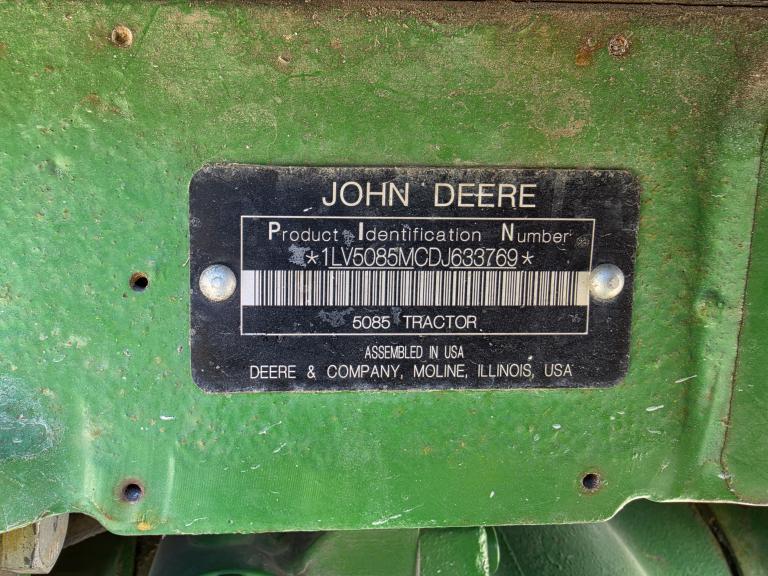 JOHN DEERE
Product Identification Number
*1LV5085MCDJ633769*
5085 TRACTOR
ASSEMBLED IN USA
DEERE & COMPANY, MOLINE, ILLINOIS, USA